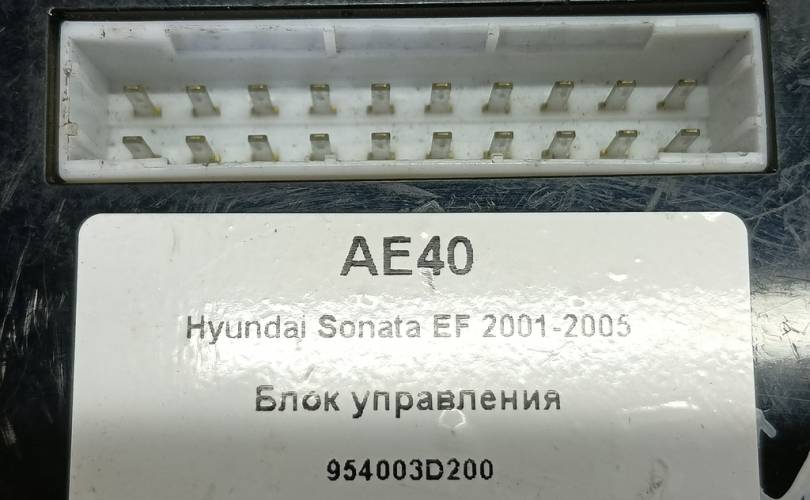 AE40
Hyundai Sonata EF 2001-2005
Блок управления
954003D200